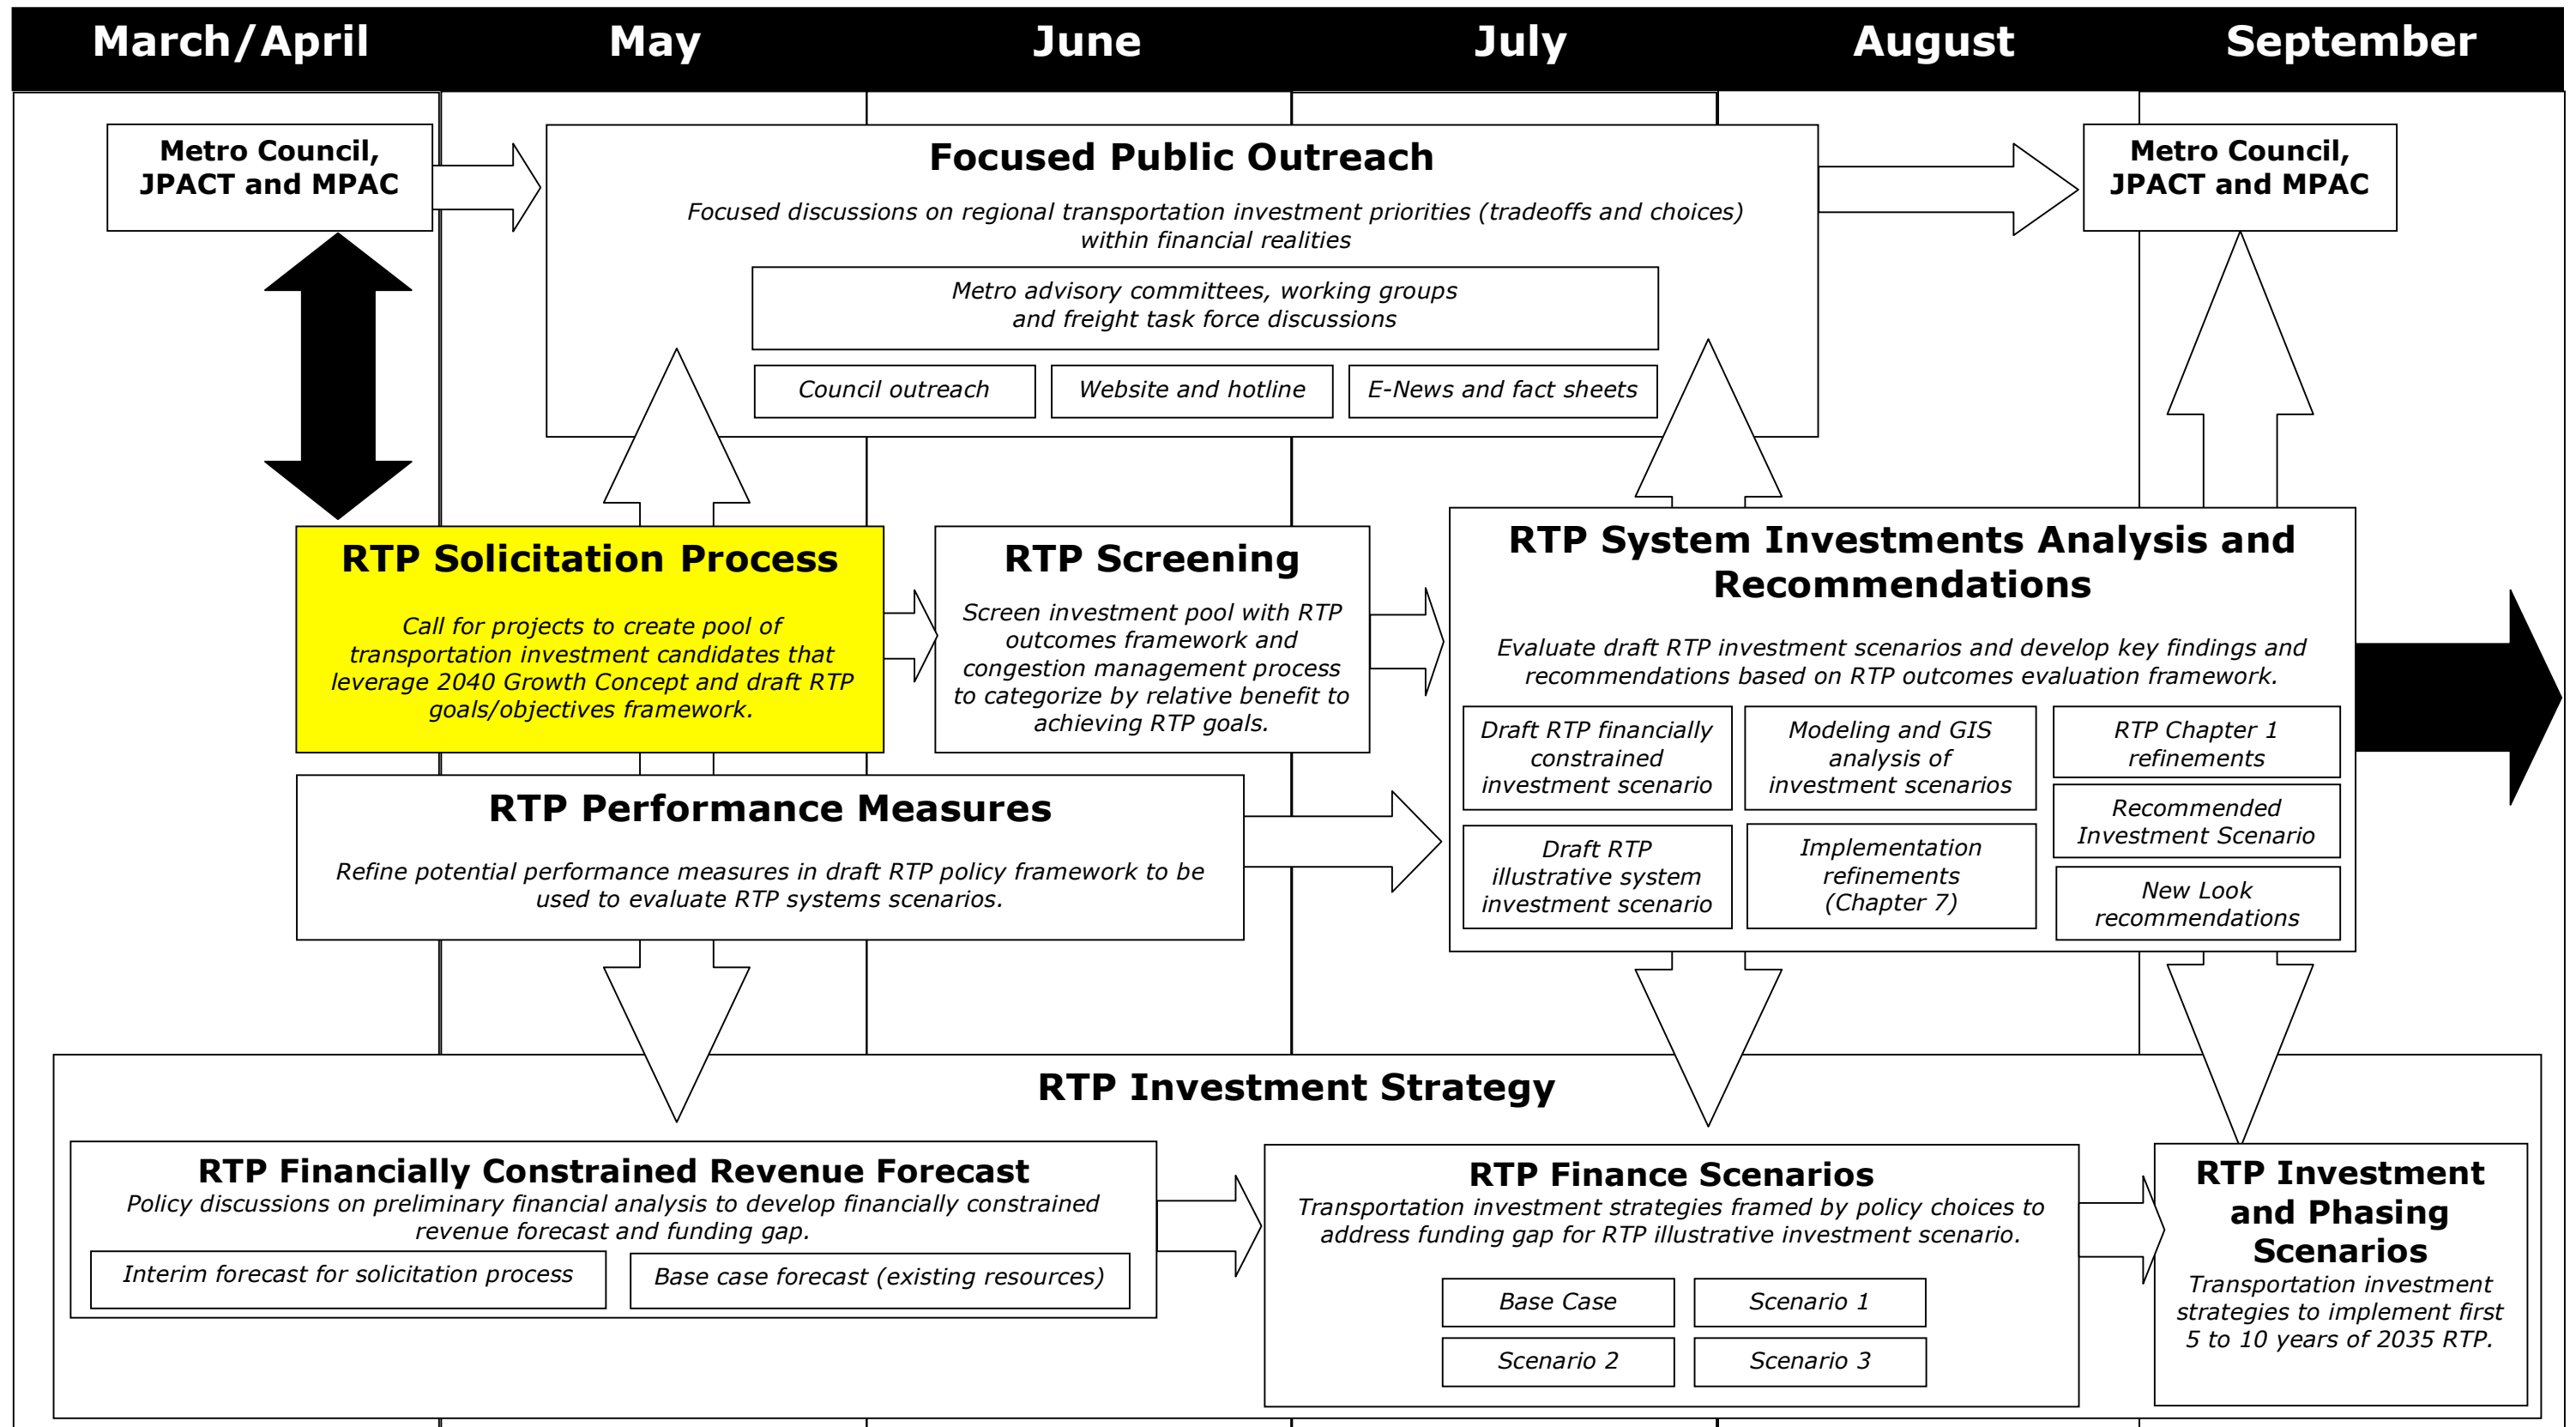 March/April
May
June
July
August
September
Metro Council,
JPACT and MPAC
Focused Public Outreach
Focused discussions on regional transportation investment priorities (tradeoffs and choices)
within financial realities
Metro advisory committees, working groups
and freight task force discussions
Council outreach
Website and hotline
E-News and fact sheets
Metro Council,
JPACT and MPAC
RTP Solicitation Process
Call for projects to create pool of
transportation investment candidates that
leverage 2040 Growth Concept and draft RTP
goals/objectives framework.
RTP Screening
Screen investment pool with RTP
outcomes framework and
congestion management process
to categorize by relative benefit to
achieving RTP goals.
RTP System Investments Analysis and
Recommendations
Evaluate draft RTP investment scenarios and develop key findings and
recommendations based on RTP outcomes evaluation framework.
Draft RTP financially
constrained
investment scenario
Modeling and GIS
analysis of
investment scenarios
RTP Chapter 1
refinements
Recommended
Investment Scenario
Draft RTP
illustrative system
investment scenario
Implementation
refinements
(Chapter 7)
New Look
recommendations
RTP Performance Measures
Refine potential performance measures in draft RTP policy framework to be
used to evaluate RTP systems scenarios.
RTP Investment Strategy
RTP Financially Constrained Revenue Forecast
Policy discussions on preliminary financial analysis to develop financially constrained
revenue forecast and funding gap.
Interim forecast for solicitation process
Base case forecast (existing resources)
RTP Finance Scenarios
Transportation investment strategies framed by policy choices to
address funding gap for RTP illustrative investment scenario.
Base Case
Scenario 1
Scenario 2
Scenario 3
RTP Investment
and Phasing
Scenarios
Transportation investment
strategies to implement first
5 to 10 years of 2035 RTP.